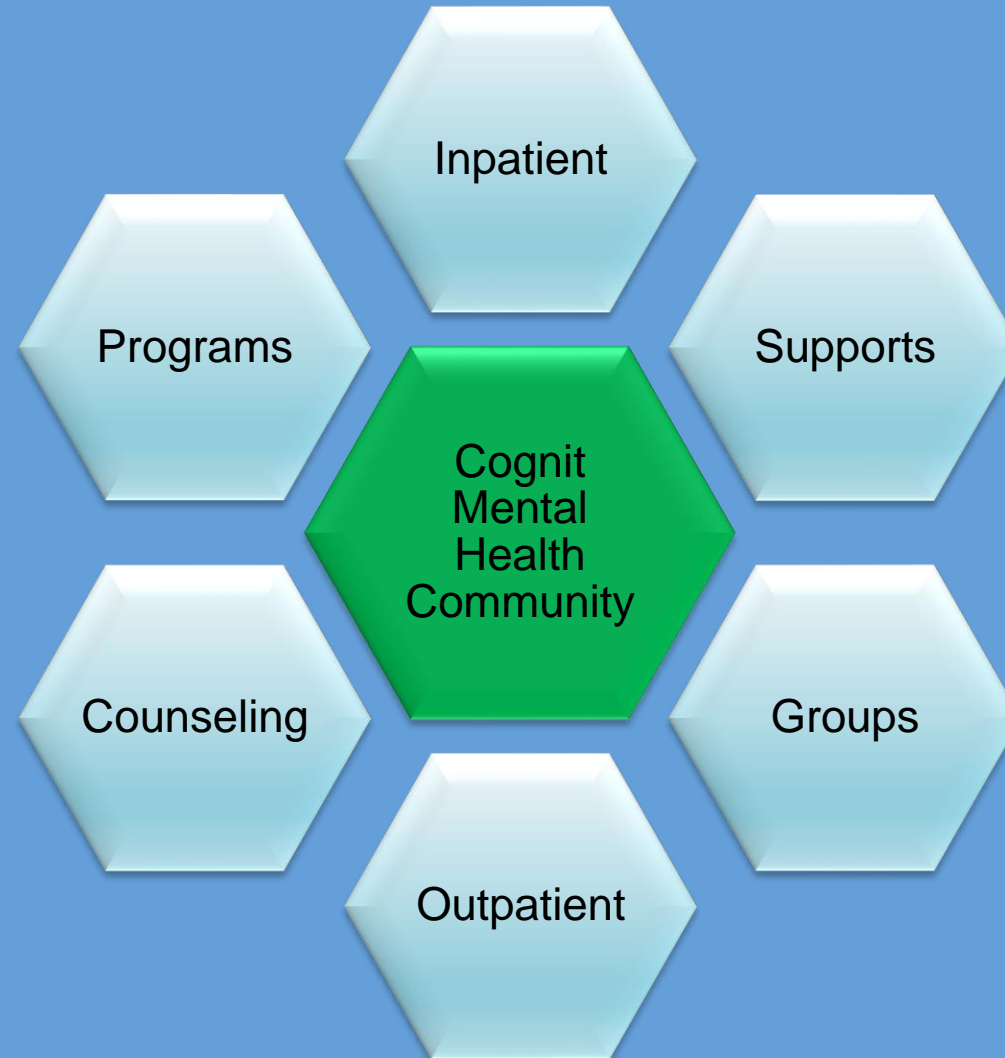 Inpatient
Programs
Supports
Cognit
Mental
Health
Community
Counseling
Groups
Outpatient